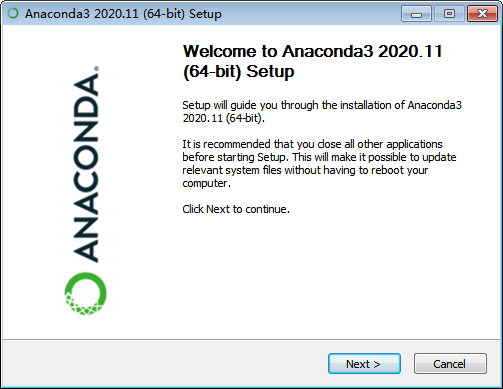 Anaconda3 2020.11 (64-bit) Setup
Welcome to Anaconda3 2020.11
(64-bit) Setup
Setup will guide you through the installation of Anaconda3
2020.11 (64-bit).
It is recommended that you close all other applications
before starting Setup. This will make it possible to update
relevant system files without having to reboot your
computer.
Click Next to continue.
ANACONDA.
Next >
Cancel